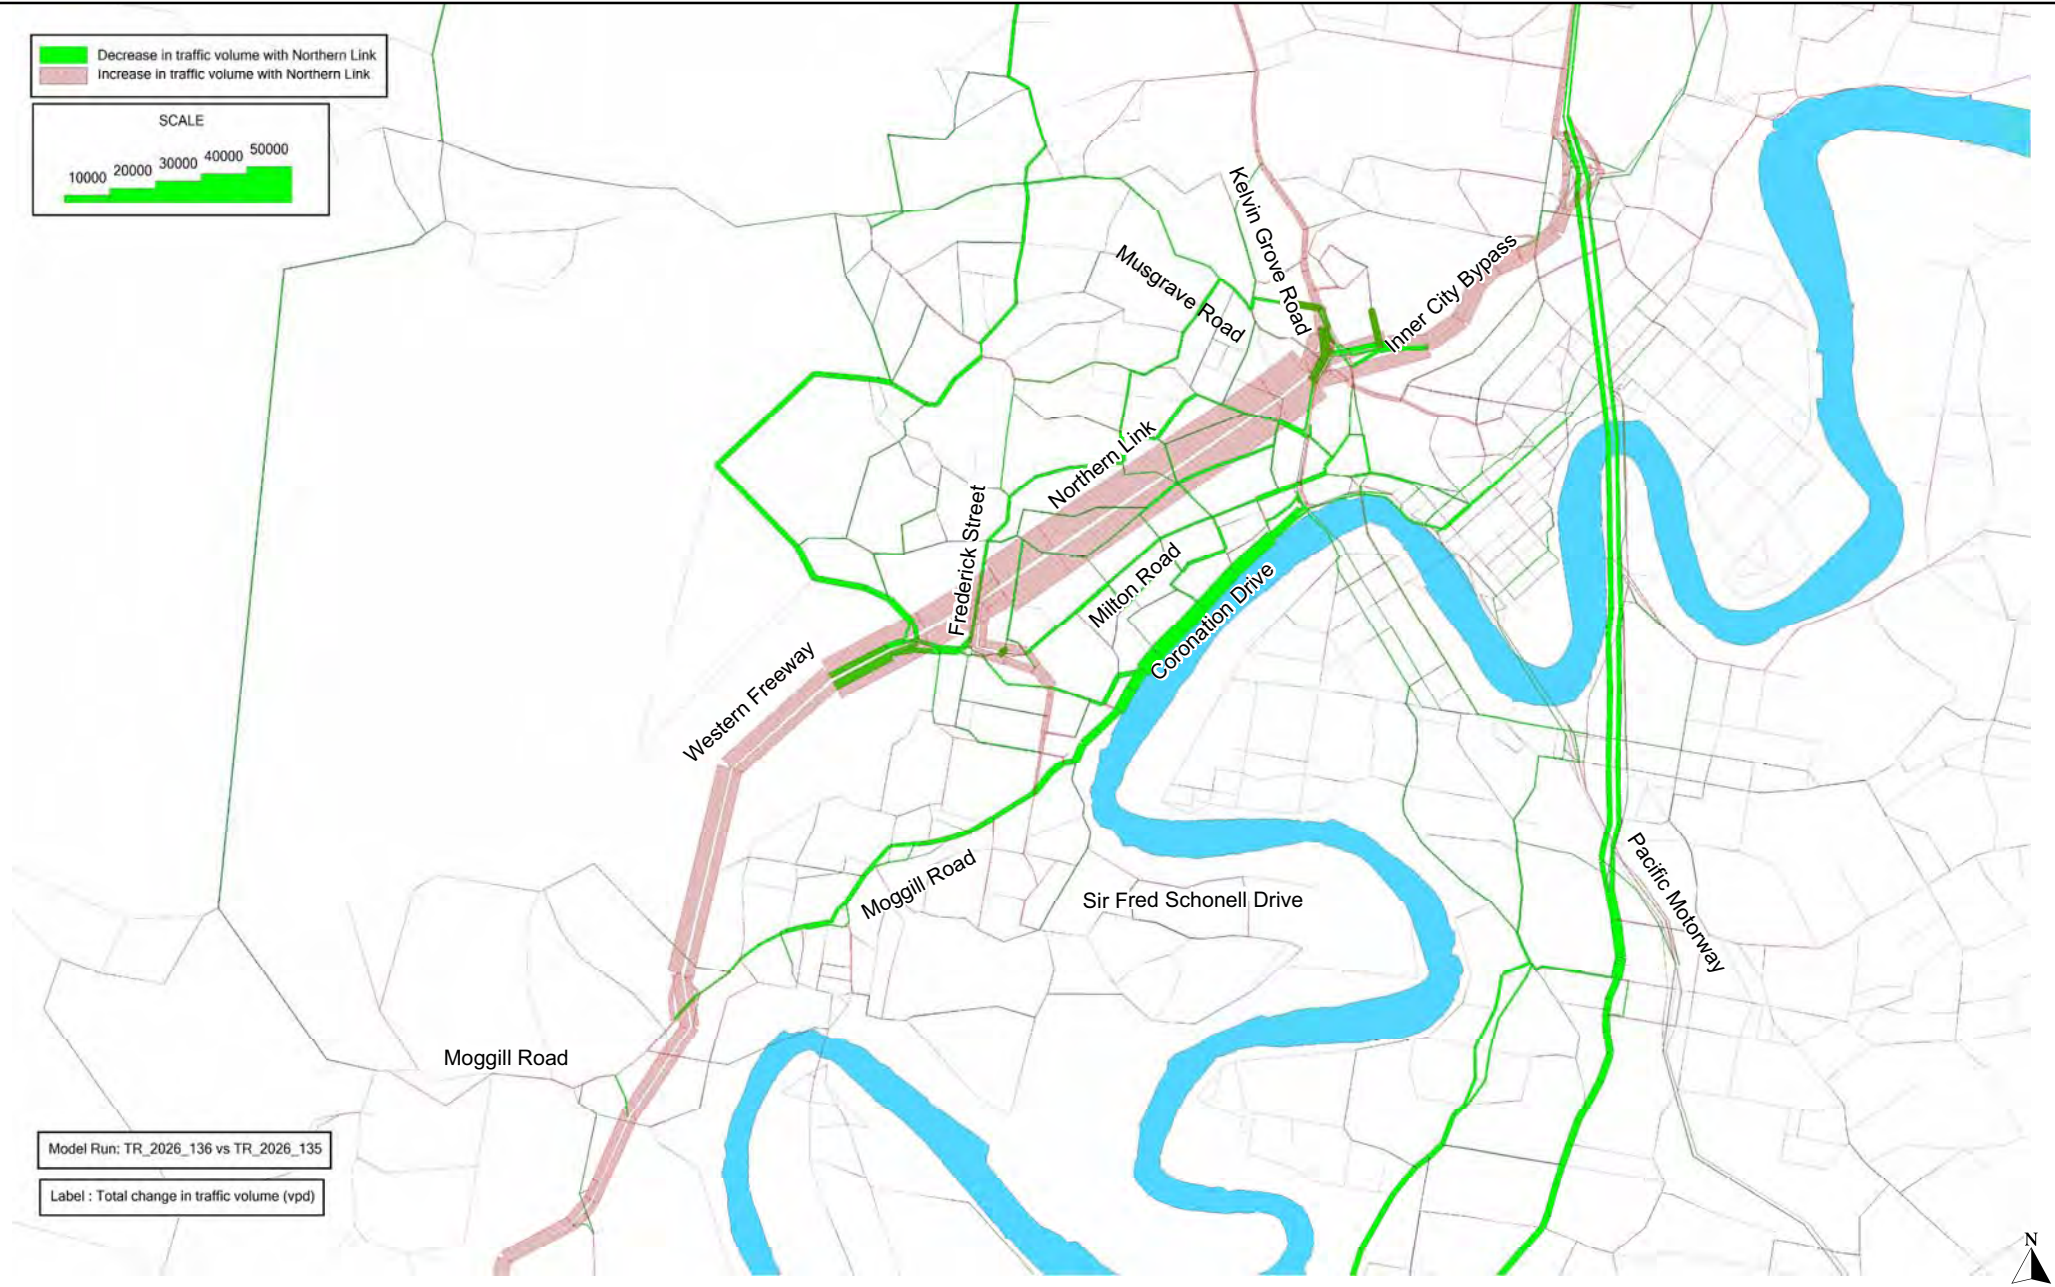 Decrease in traffic volume with Northern Link
Increase in traffic volume with Northern Link
SCALE
10000 20000 30000 40000 50000
Kelvin Grove Road
Musgrave Road
Inner City Bypass
Northern Link
Frederick Street
Milton Road
Coronation Drive
Western Freeway
Pacific Motorway
Moggill Road
Sir Fred Schonell Drive
Moggill Road
Model Run: TR_2026_136 vs TR_2026_135
Label : Total change in traffic volume (vpd)
N